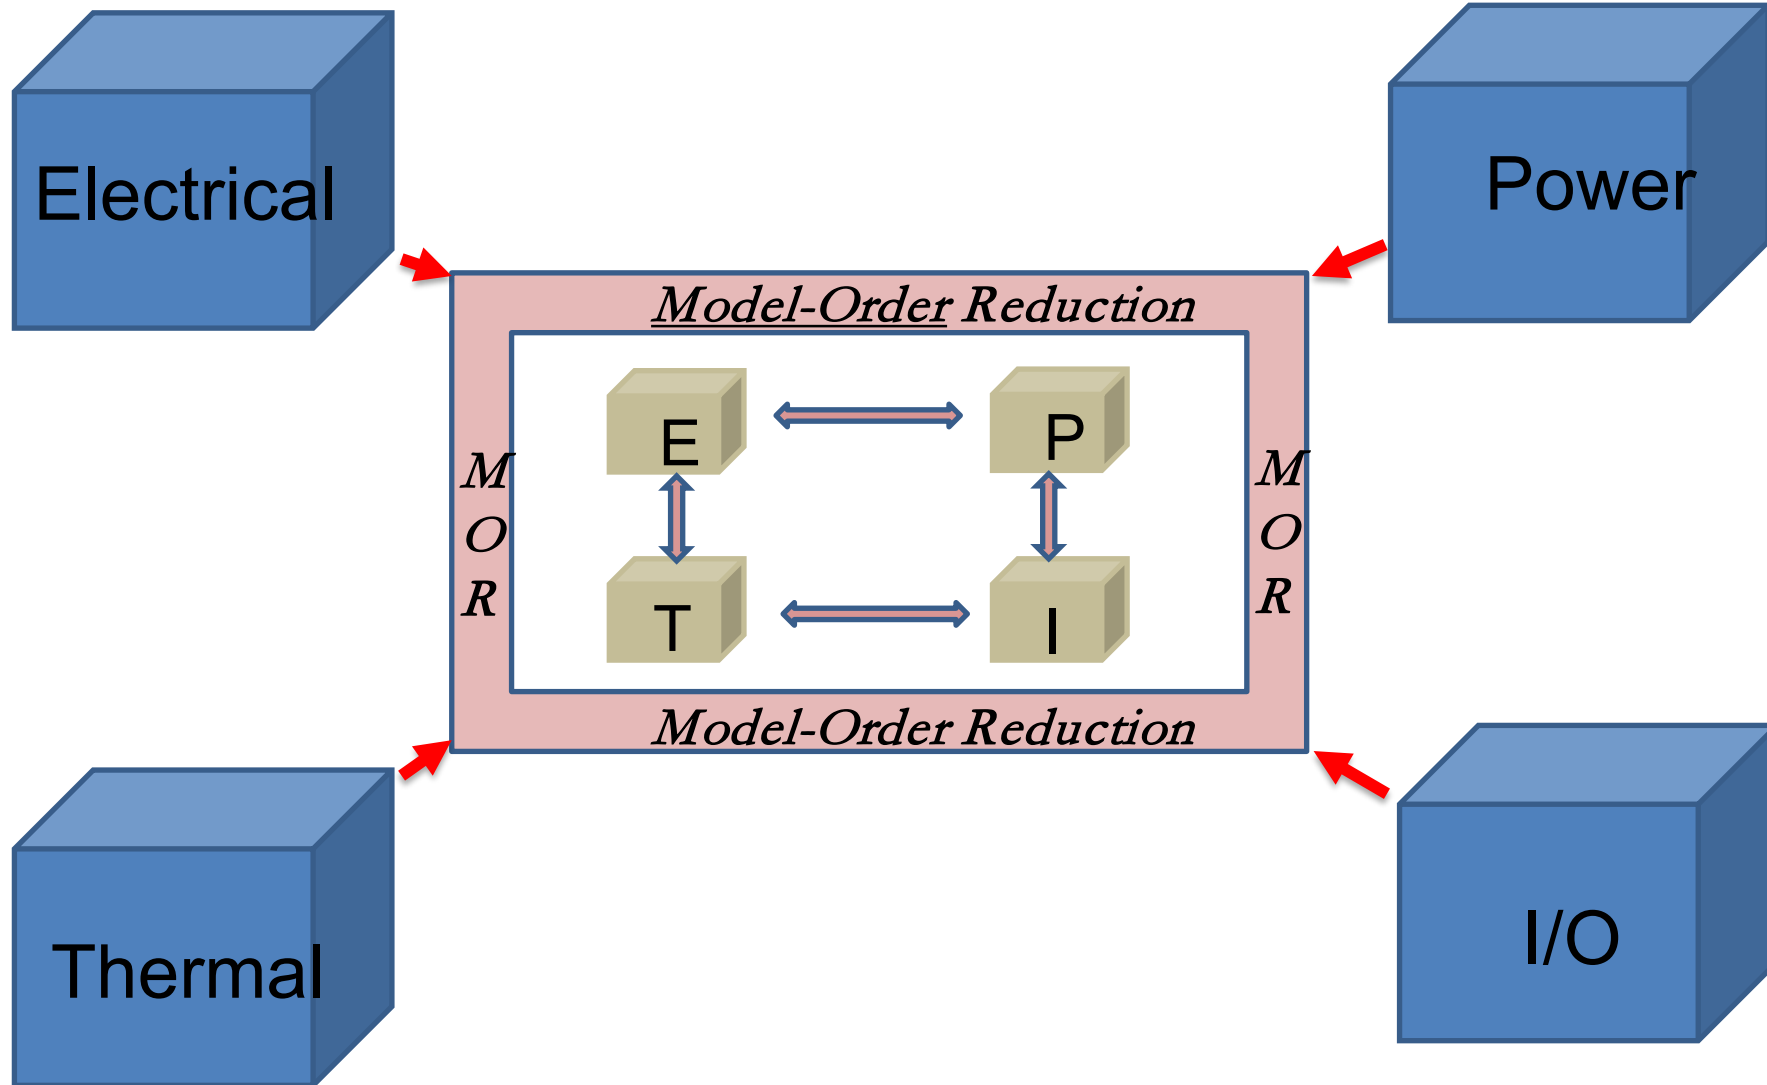 Electrical
Power
Model-Order Reduction
E
P
M
O
R
M
O
R
T
I
Model-Order Reduction
Thermal
I/O